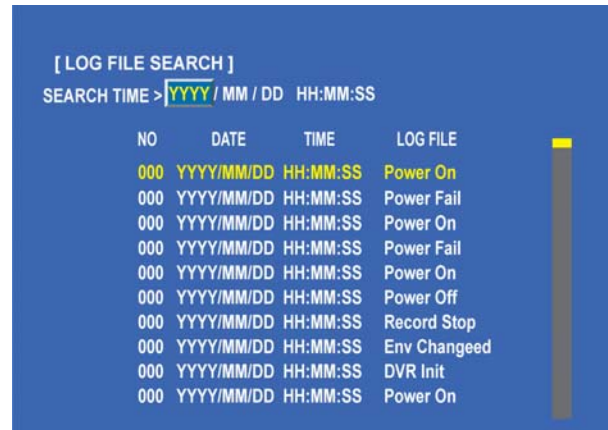 [ LOG FILE SEARCH ]
SEARCH TIME > YYYY / MM / DD HH:MM:SS
NO DATE TIME LOG FILE
000 YYYY/MM/DD HH:MM:SS Power On
000 YYYY/MM/DD HH:MM:SS Power Fail
000 YYYY/MM/DD HH:MM:SS Power On
000 YYYY/MM/DD HH:MM:SS Power Fail
000 YYYY/MM/DD HH:MM:SS Power On
000 YYYY/MM/DD HH:MM:SS Power Off
000 YYYY/MM/DD HH:MM:SS Record Stop
000 YYYY/MM/DD HH:MM:SS Env Changeed
000 YYYY/MM/DD HH:MM:SS DVR Init
000 YYYY/MM/DD HH:MM:SS Power On